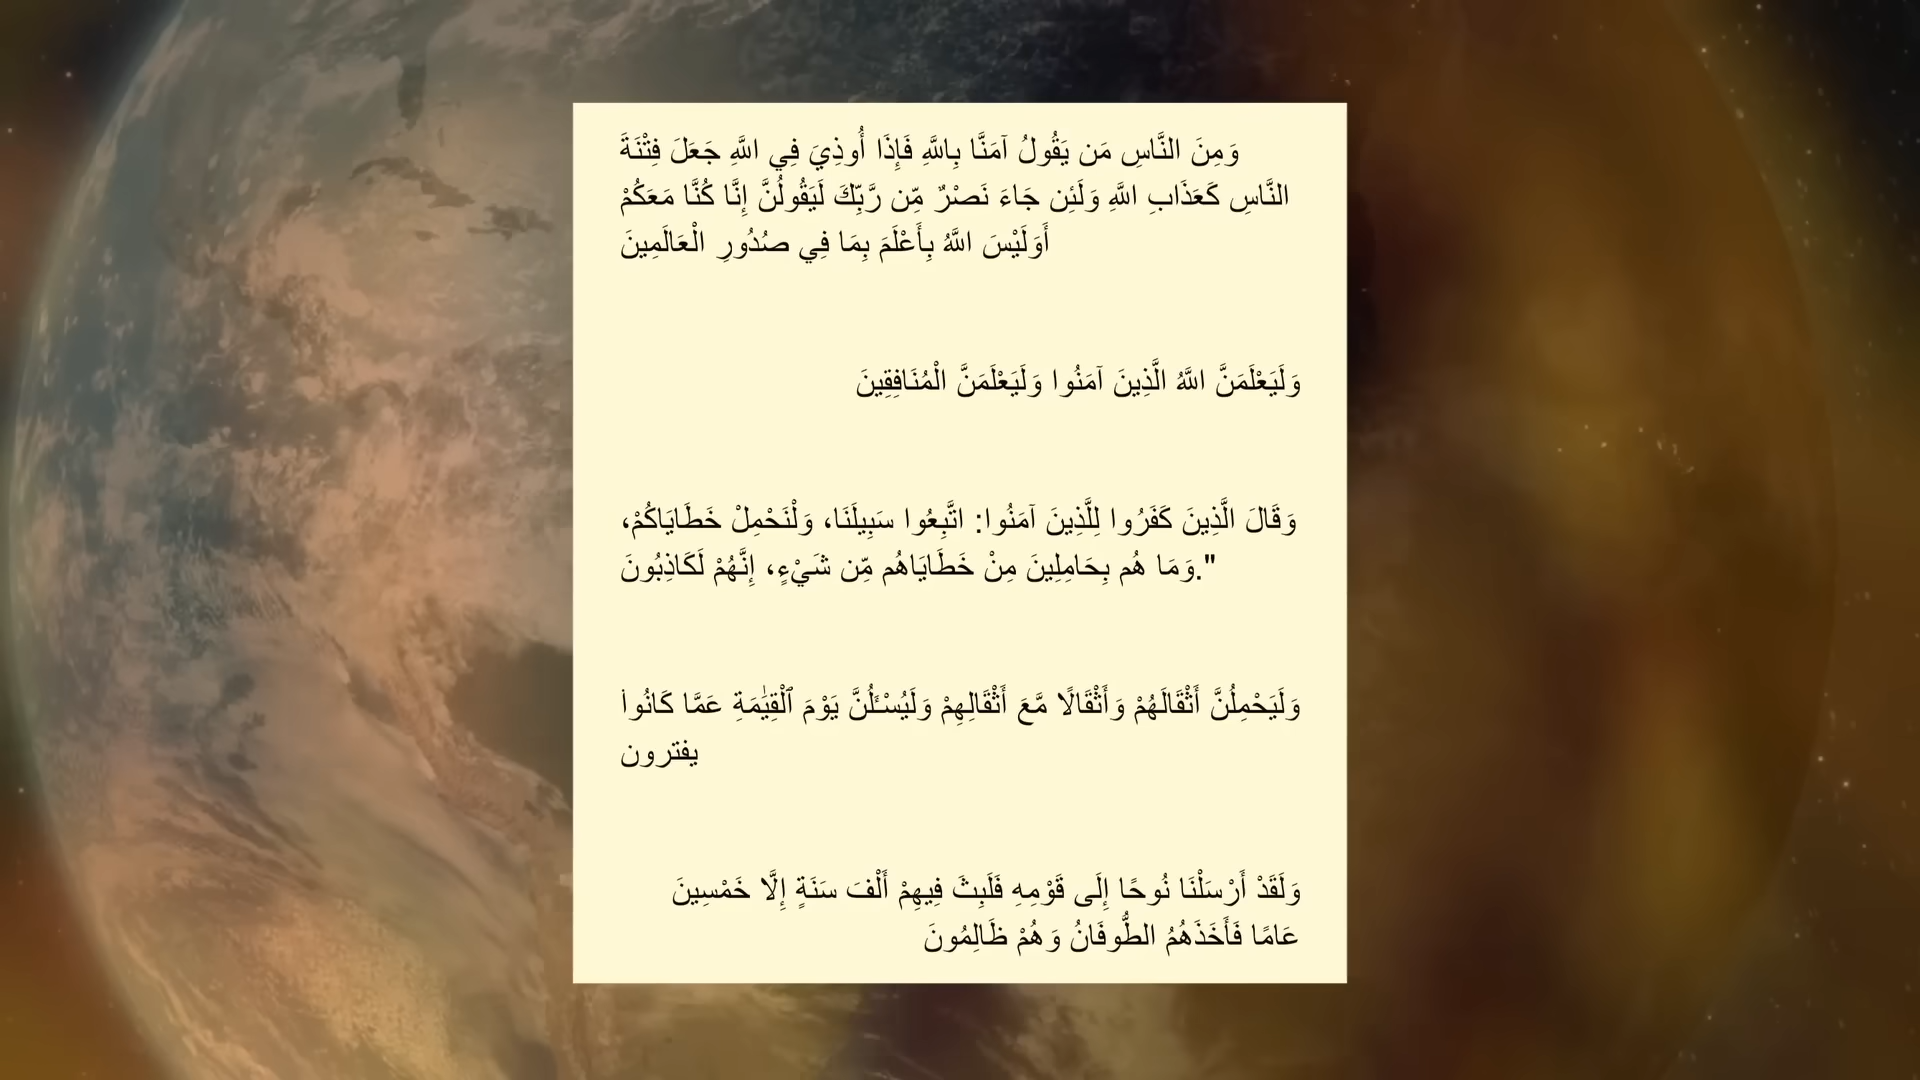 وَمِنَ النَّاسِ مَن يَقُولُ آمَنَّا بِاللَّهِ فَإِذَا أُوذِيَ فِي اللَّهِ جَعَلَ فِتْنَةَ
النَّاسِ كَعَذَابِ اللَّهِ وَلَئِن جَاءَ نَصْرٌ مِّن رَّبِّكَ لَيَقُولُنَّ إِنَّا كُنَّا مَعَكُمْ
أَوَلَيْسَ اللَّهُ بِأَعْلَمَ بِمَا فِي صُدُورِ الْعَالَمِينَ
وَلَيَعْلَمَنَّ اللَّهُ الَّذِينَ آمَنُوا وَلَيَعْلَمَنَّ الْمُنَافِقِينَ
وَقَالَ الَّذِينَ كَفَرُوا لِلَّذِينَ آمَنُوا: اتَّبِعُوا سَبِيلَنَا، وَلْنَحْمِلْ خَطَايَاكُمْ،
وَمَا هُم بِحَامِلِينَ مِنْ خَطَايَاهُم مِّن شَيْءٍ، إِنَّهُمْ لَكَاذِبُونَ."
وَلَيَحْمِلُنَّ أَثْقَالَهُمْ وَأَثْقَالًا مَّعَ أَثْقَالِهِمْ وَلَيُسْـَٔلُنَّ يَوْمَ ٱلْقِيَٰمَةِ عَمَّا كَانُوا۟
يفترون
وَلَقَدْ أَرْسَلْنَا نُوحًا إِلَى قَوْمِهِ فَلَبِثَ فِيهِمْ أَلْفَ سَنَةٍ إِلَّا خَمْسِينَ
عَامًا فَأَخَذَهُمُ الطُّوفَانُ وَهُمْ ظَالِمُونَ